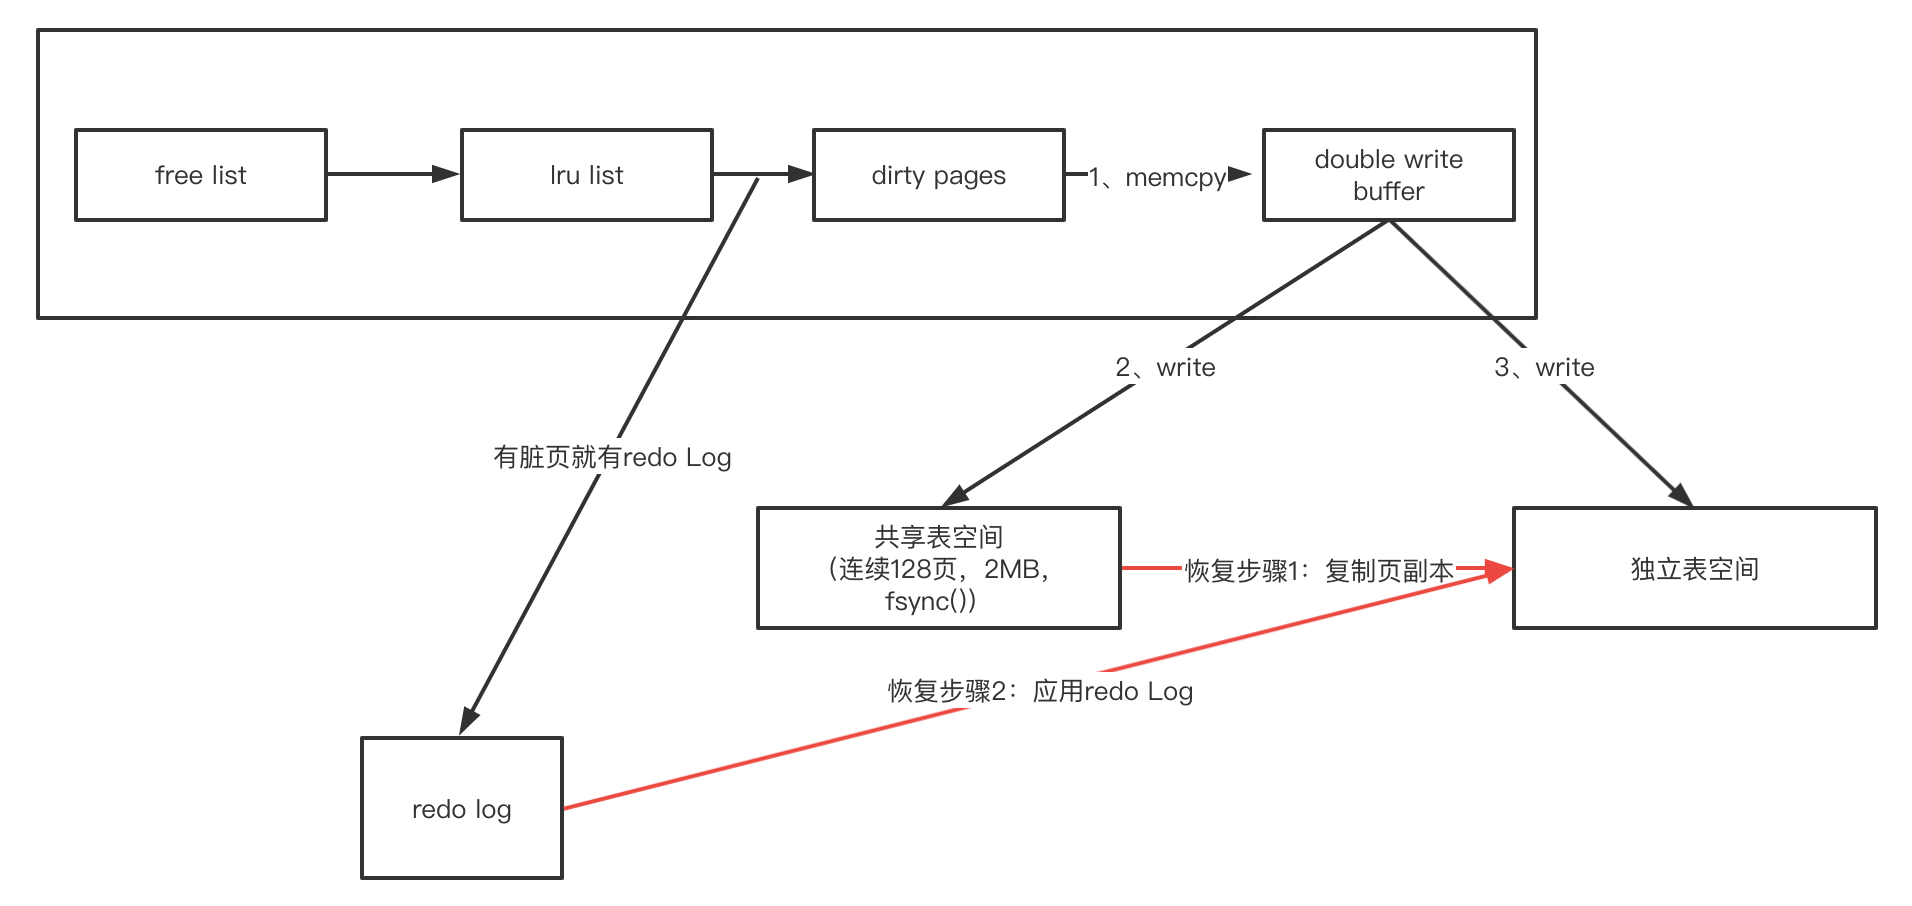 free list
lru list
dirty pages
1、memcpy
double write
buffer
2、write
3、write
有脏页就有redo Log
共享表空间
（连续128页，2MB，
fsync())
恢复步骤1：复制页副本
独立表空间
恢复步骤2：应用redo Log
redo log